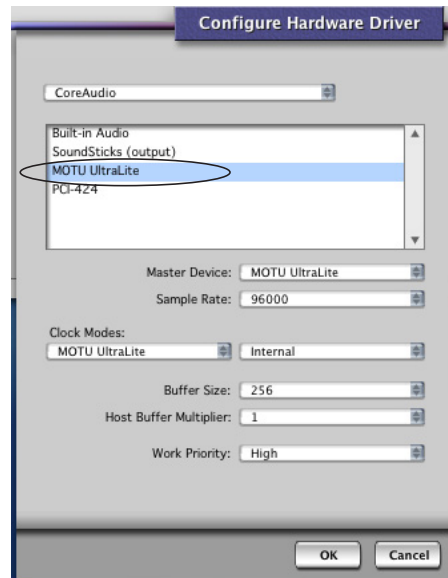 Configure Hardware Driver
CoreAudio
Built-in Audio
SoundSticks (output)
MOTU UltraLite
PCI-424
Master Device: MOTU UltraLite
Sample Rate: 96000
Clock Modes:
MOTU UltraLite Internal
Buffer Size: 256
Host Buffer Multiplier: 1
Work Priority: High
OK Cancel